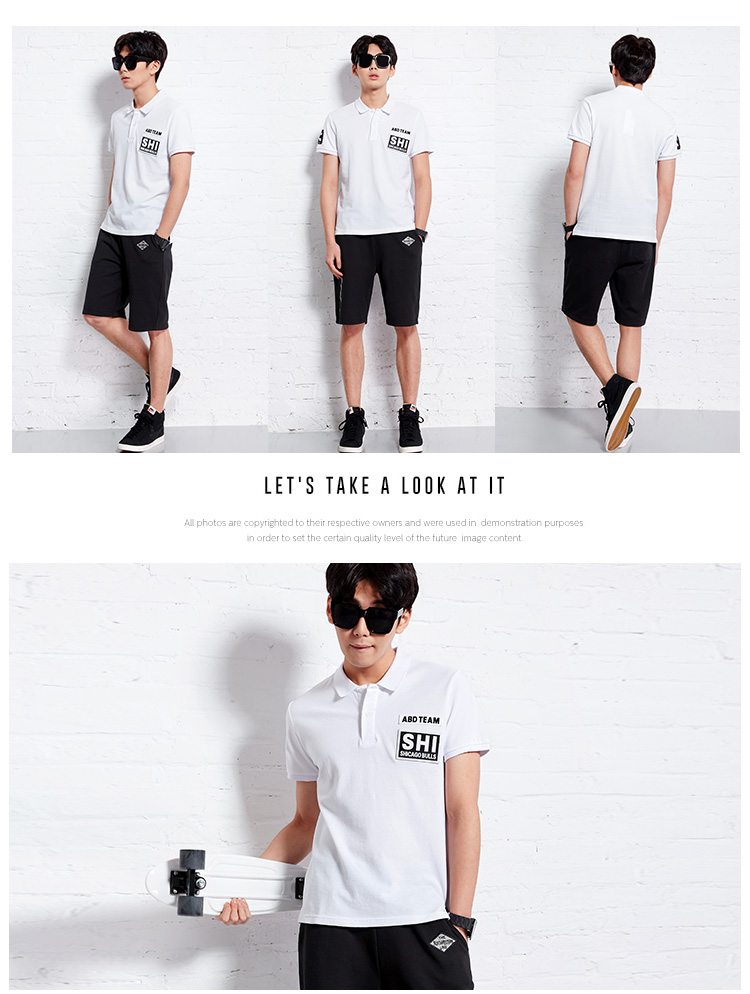 ABD TEAM
SHI
ABD TEAM
SHI
LET'S TAKE A LOOK AT IT
All photos are copyrighted to their respective owners and were used in demonstration purposes
in order to set the certain quality level of the future image content.
ABD TEAM
SHI
SHICAGO BULLS